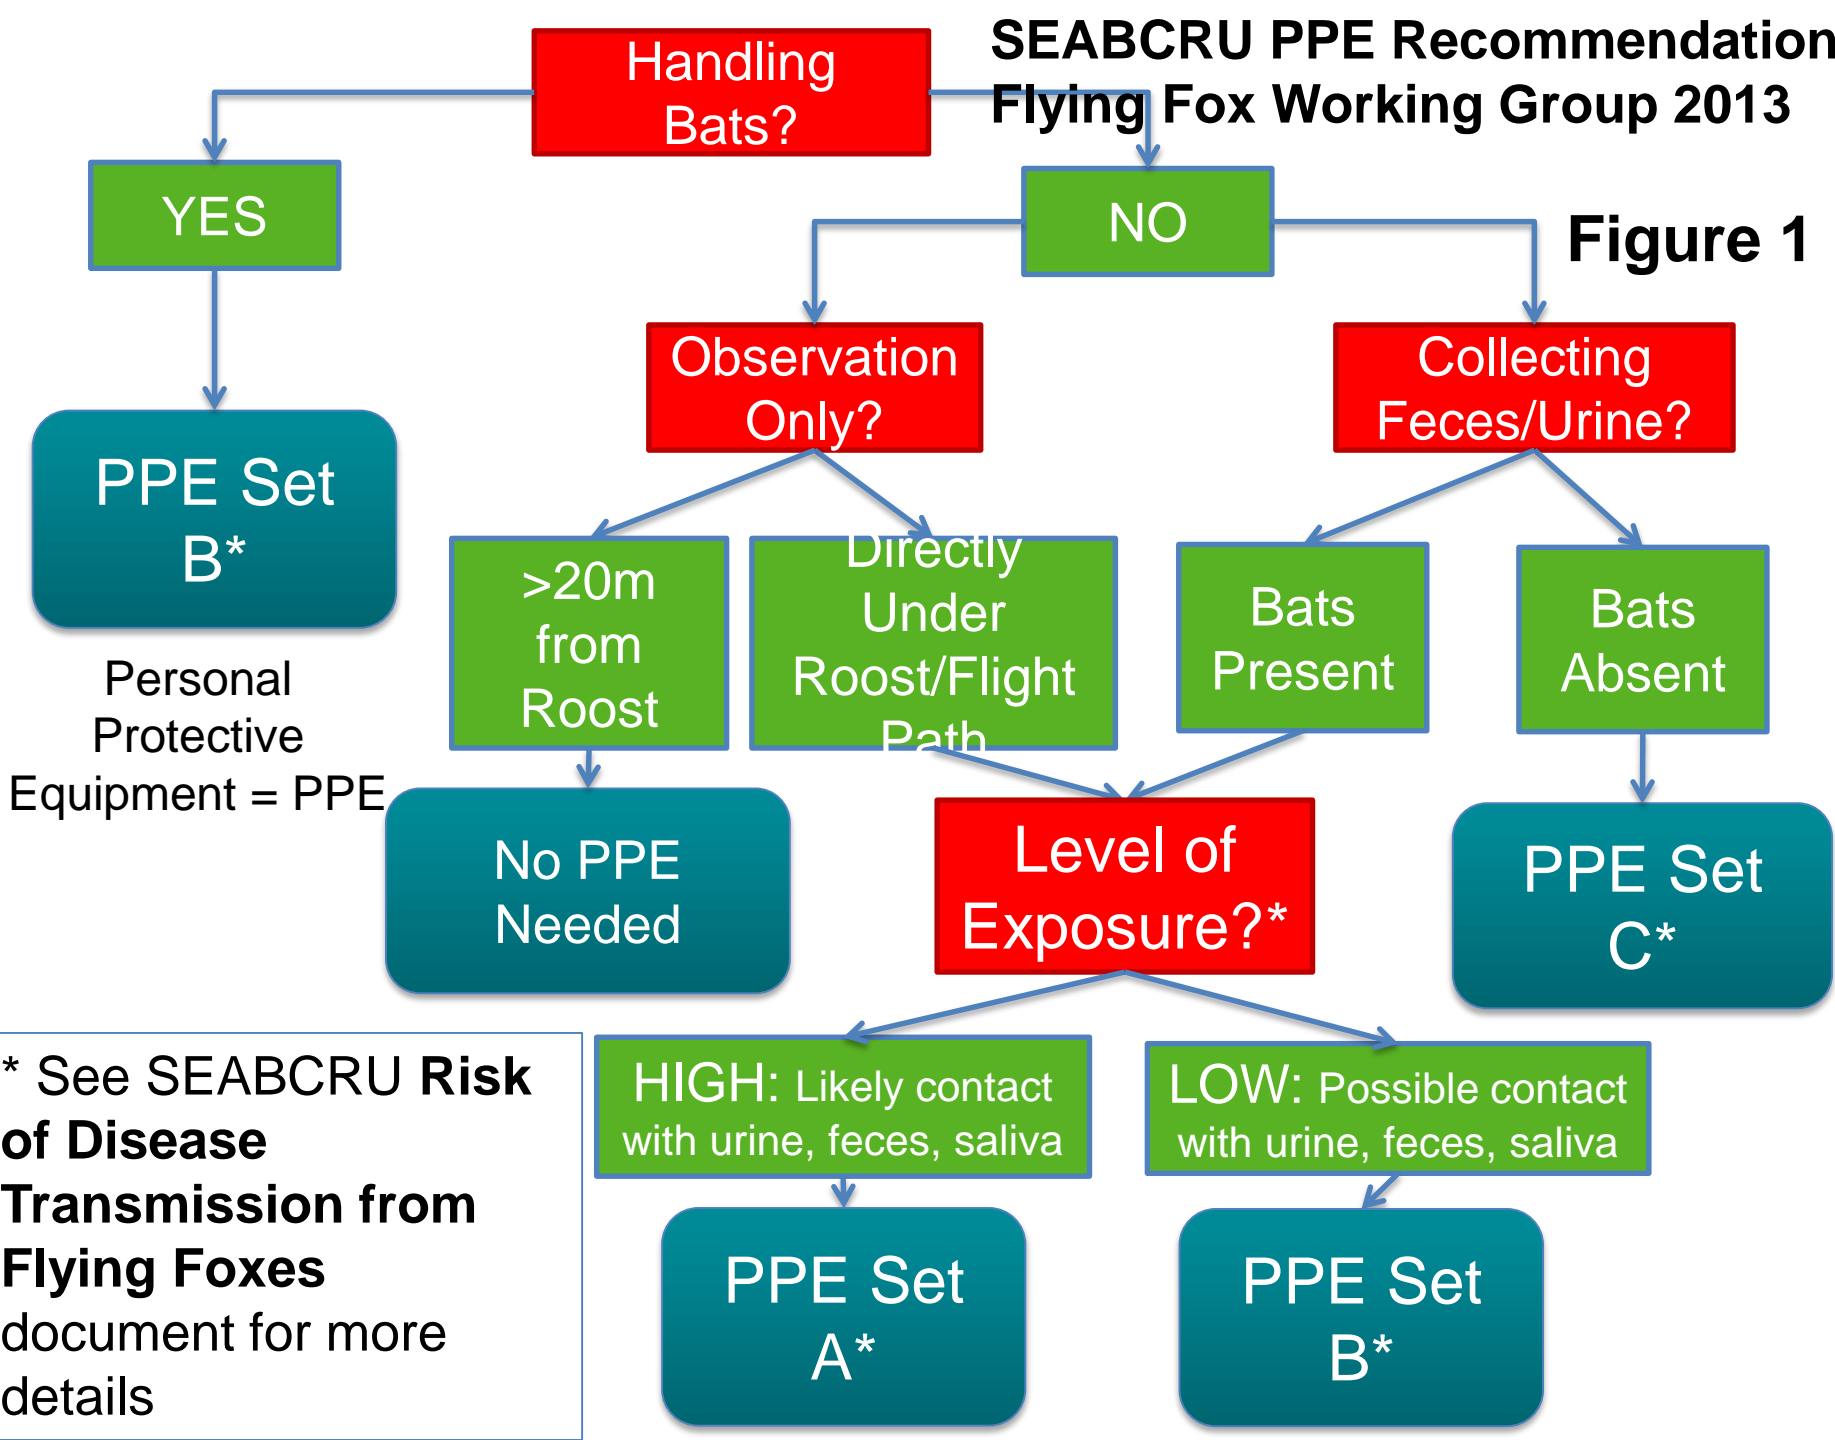 SEABCRU PPE Recommendation
Flying Fox Working Group 2013
Handling
Bats?
YES
NO
Figure 1
Observation
Only?
Collecting
Feces/Urine?
PPE Set
B*
Personal
Protective
Equipment = PPE
>20m
from
Roost
Directly
Under
Roost/Flight
Path
Bats
Present
Bats
Absent
No PPE
Needed
Level of
Exposure?*
PPE Set
C*
* See SEABCRU Risk
of Disease
Transmission from
Flying Foxes
document for more
details
HIGH: Likely contact
with urine, feces, saliva
LOW: Possible contact
with urine, feces, saliva
PPE Set
A*
PPE Set
B*